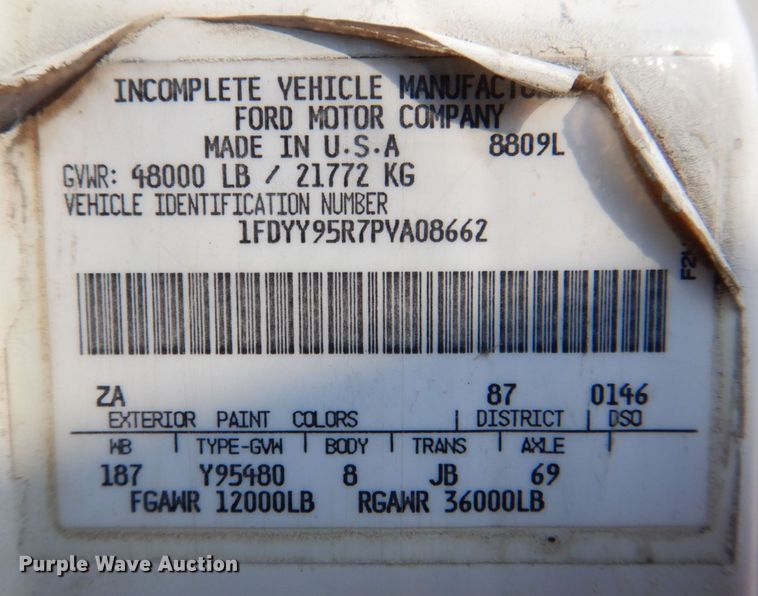 INCOMPLETE VEHICLE MANUFACTU
FORD MOTOR COMPANY
MADE IN U.S.A 8809L
GVWR: 48000 LB / 21772 KG
VEHICLE IDENTIFICATION NUMBER
1FDYY95R7PVA08662
ZA 87 0146
EXTERIOR PAINT COLORS DISTRICT DSO
WB TYPE-GVW BODY TRANS AXLE
187 Y95480 8 JB 69
FGAWR 12000LB RGAWR 36000LB
Purple Wave Auction